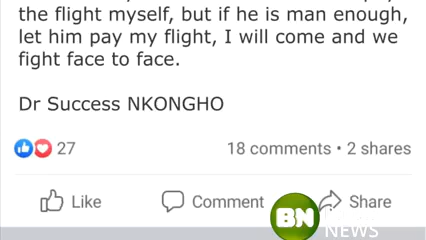 the flight myself, but if he is man enough,
let him pay my flight, I will come and we
fight face to face.
Dr Success NKONGHO
27
18 comments • 2 shares
Like Comment Share
BN
NEWS